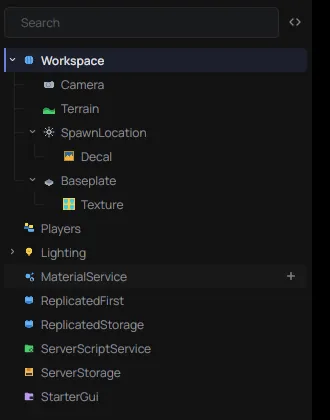 Search
Workspace
Camera
Terrain
SpawnLocation
Decal
Baseplate
Texture
Players
Lighting
MaterialService
ReplicatedFirst
ReplicatedStorage
ServerScriptService
ServerStorage
StarterGui